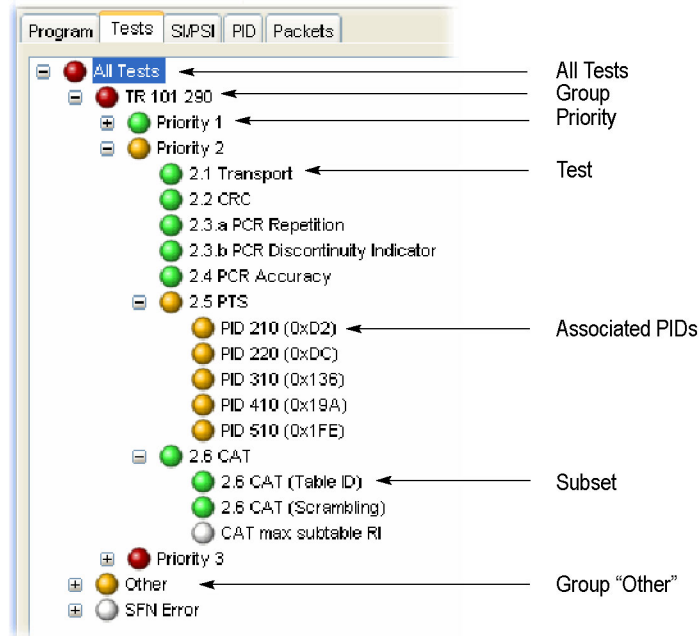 Program Tests SI/PSI PID Packets
All Tests All Tests
TR 101 290 Group
Priority 1 Priority
Priority 2
2.1 Transport Test
2.2 CRC
2.3.a PCR Repetition
2.3.b PCR Discontinuity Indicator
2.4 PCR Accuracy
2.5 PTS
PID 210 (0xD2) Associated PIDs
PID 220 (0xDC)
PID 310 (0x136)
PID 410 (0x19A)
PID 510 (0x1FE)
2.6 CAT
2.6 CAT (Table ID) Subset
2.6 CAT (Scrambling)
CAT max subtable RI
Priority 3
Other Group “Other”
SFN Error